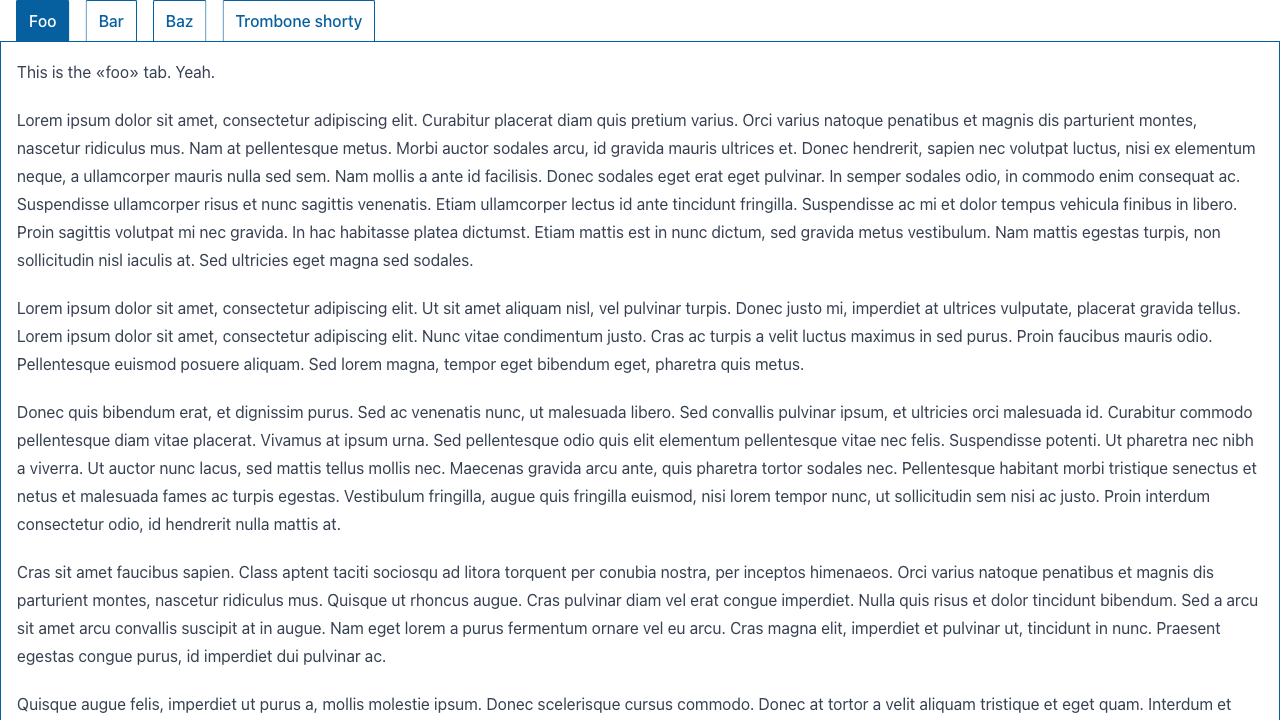 Foo Bar Baz Trombone shorty
This is the «foo» tab. Yeah.
Lorem ipsum dolor sit amet, consectetur adipiscing elit. Curabitur placerat diam quis pretium varius. Orci varius natoque penatibus et magnis dis parturient montes,
nascetur ridiculus mus. Nam at pellentesque metus. Morbi auctor sodales arcu, id gravida mauris ultrices et. Donec hendrerit, sapien nec volutpat luctus, nisi ex elementum
neque, a ullamcorper mauris nulla sed sem. Nam mollis a ante id facilisis. Donec sodales eget erat eget pulvinar. In semper sodales odio, in commodo enim consequat ac.
Suspendisse ullamcorper risus et nunc sagittis venenatis. Etiam ullamcorper lectus id ante tincidunt fringilla. Suspendisse ac mi et dolor tempus vehicula finibus in libero.
Proin sagittis volutpat mi nec gravida. In hac habitasse platea dictumst. Etiam mattis est in nunc dictum, sed gravida metus vestibulum. Nam mattis egestas turpis, non
sollicitudin nisl iaculis at. Sed ultricies eget magna sed sodales.
Lorem ipsum dolor sit amet, consectetur adipiscing elit. Ut sit amet aliquam nisl, vel pulvinar turpis. Donec justo mi, imperdiet at ultrices vulputate, placerat gravida tellus.
Lorem ipsum dolor sit amet, consectetur adipiscing elit. Nunc vitae condimentum justo. Cras ac turpis a velit luctus maximus in sed purus. Proin faucibus mauris odio.
Pellentesque euismod posuere aliquam. Sed lorem magna, tempor eget bibendum eget, pharetra quis metus.
Donec quis bibendum erat, et dignissim purus. Sed ac venenatis nunc, ut malesuada libero. Sed convallis pulvinar ipsum, et ultricies orci malesuada id. Curabitur commodo
pellentesque diam vitae placerat. Vivamus at ipsum urna. Sed pellentesque odio quis elit elementum pellentesque vitae nec felis. Suspendisse potenti. Ut pharetra nec nibh
a viverra. Ut auctor nunc lacus, sed mattis tellus mollis nec. Maecenas gravida arcu ante, quis pharetra tortor sodales nec. Pellentesque habitant morbi tristique senectus et
netus et malesuada fames ac turpis egestas. Vestibulum fringilla, augue quis fringilla euismod, nisi lorem tempor nunc, ut sollicitudin sem nisi ac justo. Proin interdum
consectetur odio, id hendrerit nulla mattis at.
Cras sit amet faucibus sapien. Class aptent taciti sociosqu ad litora torquent per conubia nostra, per inceptos himenaeos. Orci varius natoque penatibus et magnis dis
parturient montes, nascetur ridiculus mus. Quisque ut rhoncus augue. Cras pulvinar diam vel erat congue imperdiet. Nulla quis risus et dolor tincidunt bibendum. Sed a arcu
sit amet arcu convallis suscipit at in augue. Nam eget lorem a purus fermentum ornare vel eu arcu. Cras magna elit, imperdiet et pulvinar ut, tincidunt in nunc. Praesent
egestas congue purus, id imperdiet dui pulvinar ac.
Quisque augue felis, imperdiet ut purus a, mollis molestie ipsum. Donec scelerisque cursus commodo. Donec at tortor a velit aliquam tristique et eget quam. Interdum et